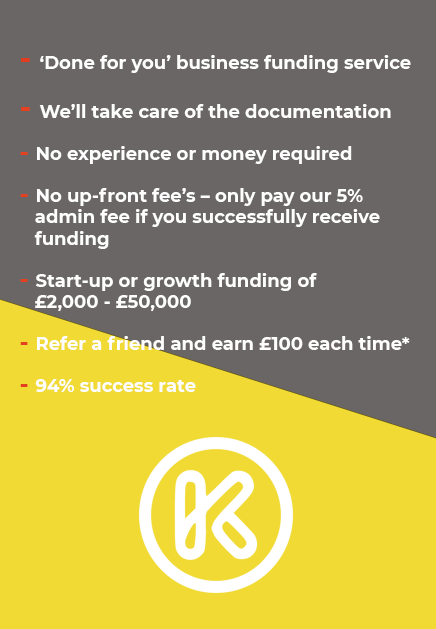 - ‘Done for you’ business funding service
- We’ll take care of the documentation
- No experience or money required
- No up-front fee’s – only pay our 5%
admin fee if you successfully receive
funding
- Start-up or growth funding of
£2,000 - £50,000
- Refer a friend and earn £100 each time*
- 94% success rate
K